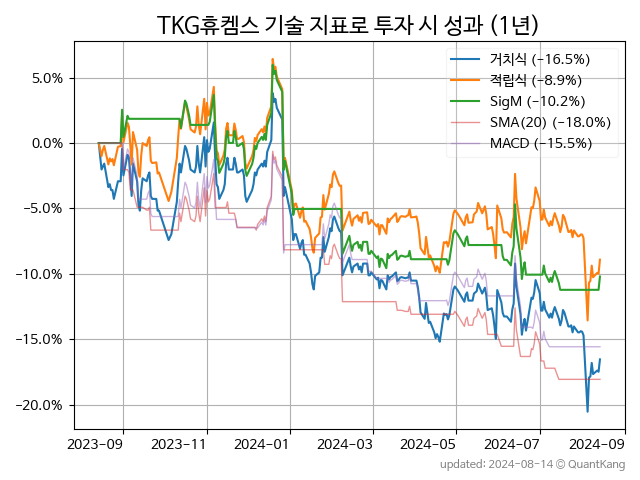 TKG휴켐스 기술 지표로 투자 시 성과 (1년)
거치식 (−16.5%)
적립식 (−8.9%)
SigM (−10.2%)
SMA(20) (−18.0%)
MACD (−15.5%)
5.0%
0.0%
−5.0%
−10.0%
−15.0%
−20.0%
2023-09 2023-11 2024-01 2024-03 2024-05 2024-07 2024-09
updated: 2024-08-14 © QuantKang